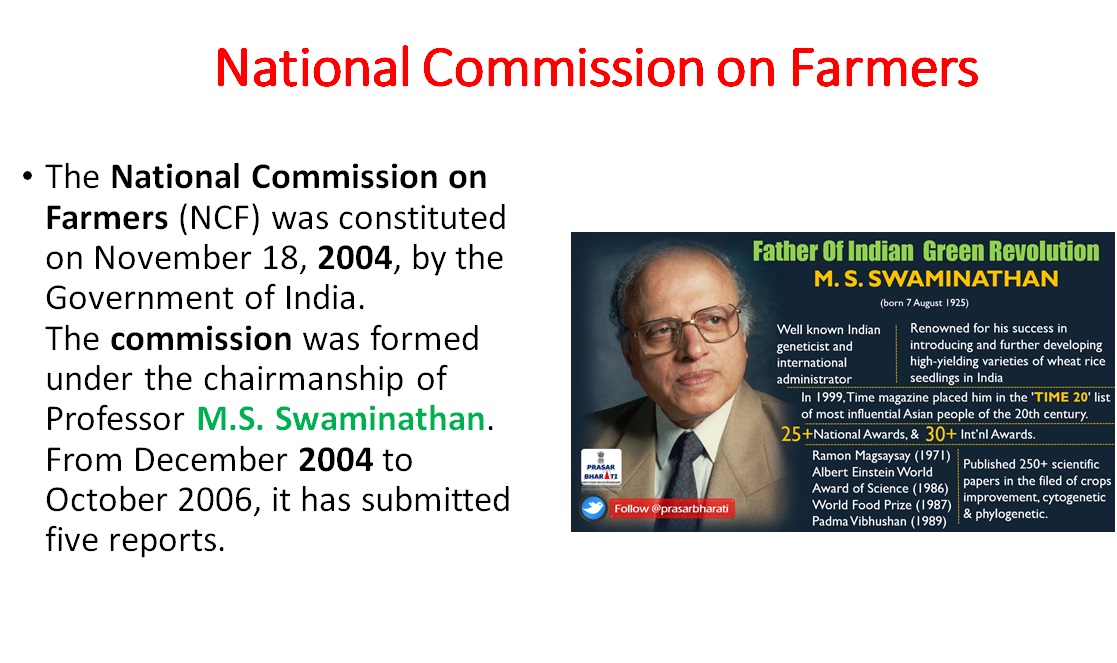 National Commission on Farmers
• The National Commission on
Farmers (NCF) was constituted
on November 18, 2004, by the
Government of India.
The commission was formed
under the chairmanship of
Professor M.S. Swaminathan.
From December 2004 to
October 2006, it has submitted
five reports.
Father Of Indian Green Revolution
M. S. SWAMINATHAN
(born 7 August 1925)
Well known Indian
geneticist and
international
administrator
Renowned for his success in
introducing and further developing
high-yielding varieties of wheat rice
seedlings in India
In 1999, Time magazine placed him in the 'TIME 20' list
of most influential Asian people of the 20th century.
25+National Awards, & 30+ Int'nl Awards.
Ramon Magsaysay (1971)
Albert Einstein World
Award of Science (1986)
World Food Prize (1987)
Padma Vibhushan (1989)
Published 250+ scientific
papers in the filed of crops
improvement, cytogenetic
& phylogenetic.
PRASAR
BHARATI
Follow @prasarbharati